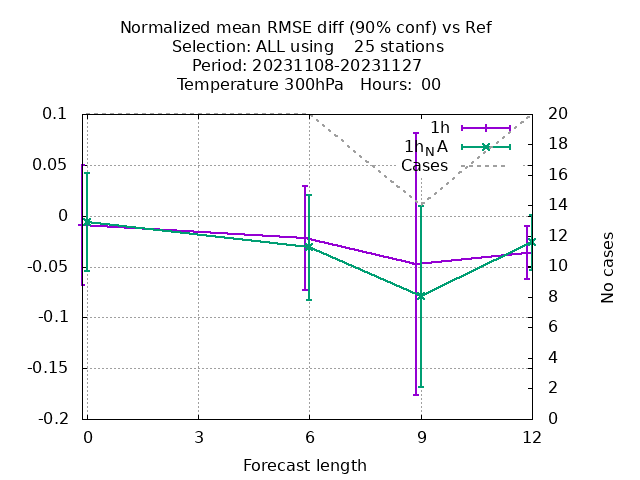 Normalized mean RMSE diff (90% conf) vs Ref
Selection: ALL using    25 stations
Period: 20231108-20231127
Temperature 300hPa   Hours:  00
0.1
0.05
0
-0.05
-0.1
-0.15
-0.2
1h
1hNA
Cases
20
18
16
14
12
10
8
6
4
2
0
No cases
0
3
6
9
12
Forecast length